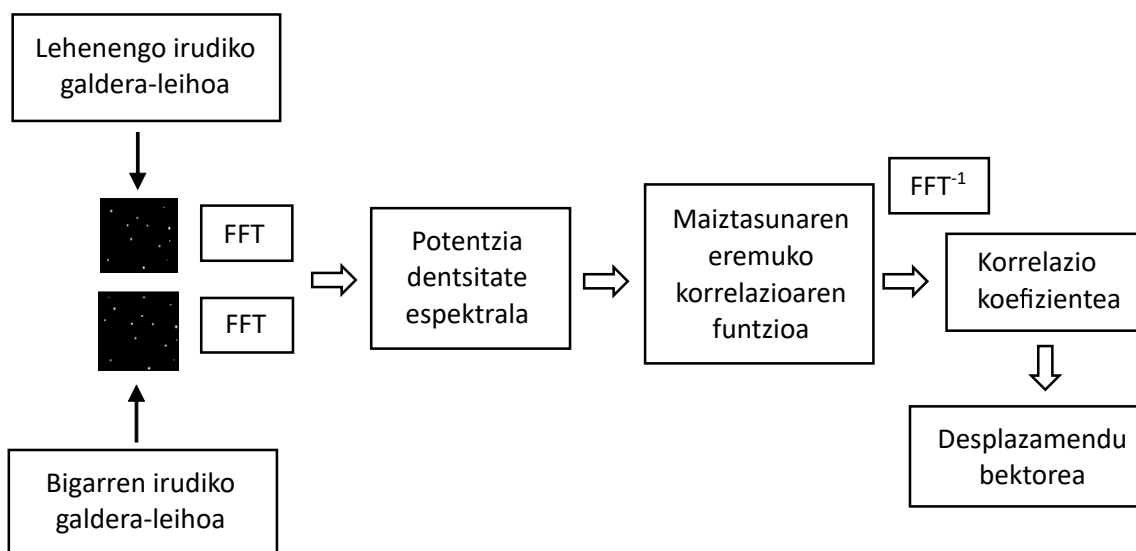 Lehenengo irudiko
galdera-leihoa
FFT
FFT
Bigarren irudiko
galdera-leihoa
Potentzia
dentsitate
espektrala
Maiztasunaren
eremuko
korrelazioaren
funtzioa
FFT⁻¹
Korrelazio
koefizientea
Desplazamendu
bektorea